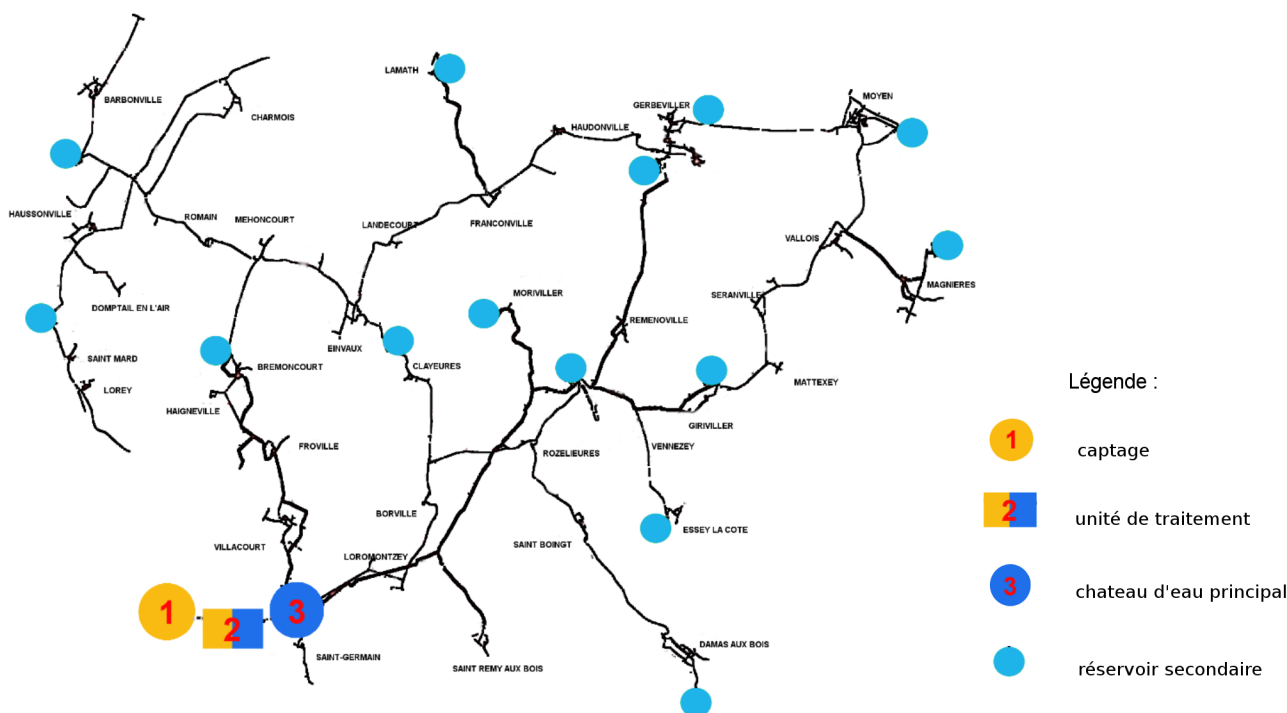 LAMATH
BARBONVILLE
CHARMOIS
GERBEVILLER
MOYEN
HAUDONVILLE
HAUSSONVILLE
ROMAIN
MEHONCOURT
LANDECOURT
FRANCONVILLE
VALLOIS
DOMPTAIL EN L'AIR
MORIVILLER
SERANVILLE
MAGNIERES
REMENOVILLE
EINVAUX
SAINT MARD
BREMONCOURT
CLAYEURES
MATTEXEY
LOREY
HAIGNEVILLE
GIRIVILLER
FROVILLE
ROZELIEURES
VENNEZEY
BORVILLE
ESSEY LA COTE
SAINT BOINGT
VILLACOURT
LOROMONTZEY
1
2
3
SAINT-GERMAIN
SAINT REMY AUX BOIS
DAMAS AUX BOIS
Légende :
1 captage
2 unité de traitement
3 chateau d'eau principal
réservoir secondaire